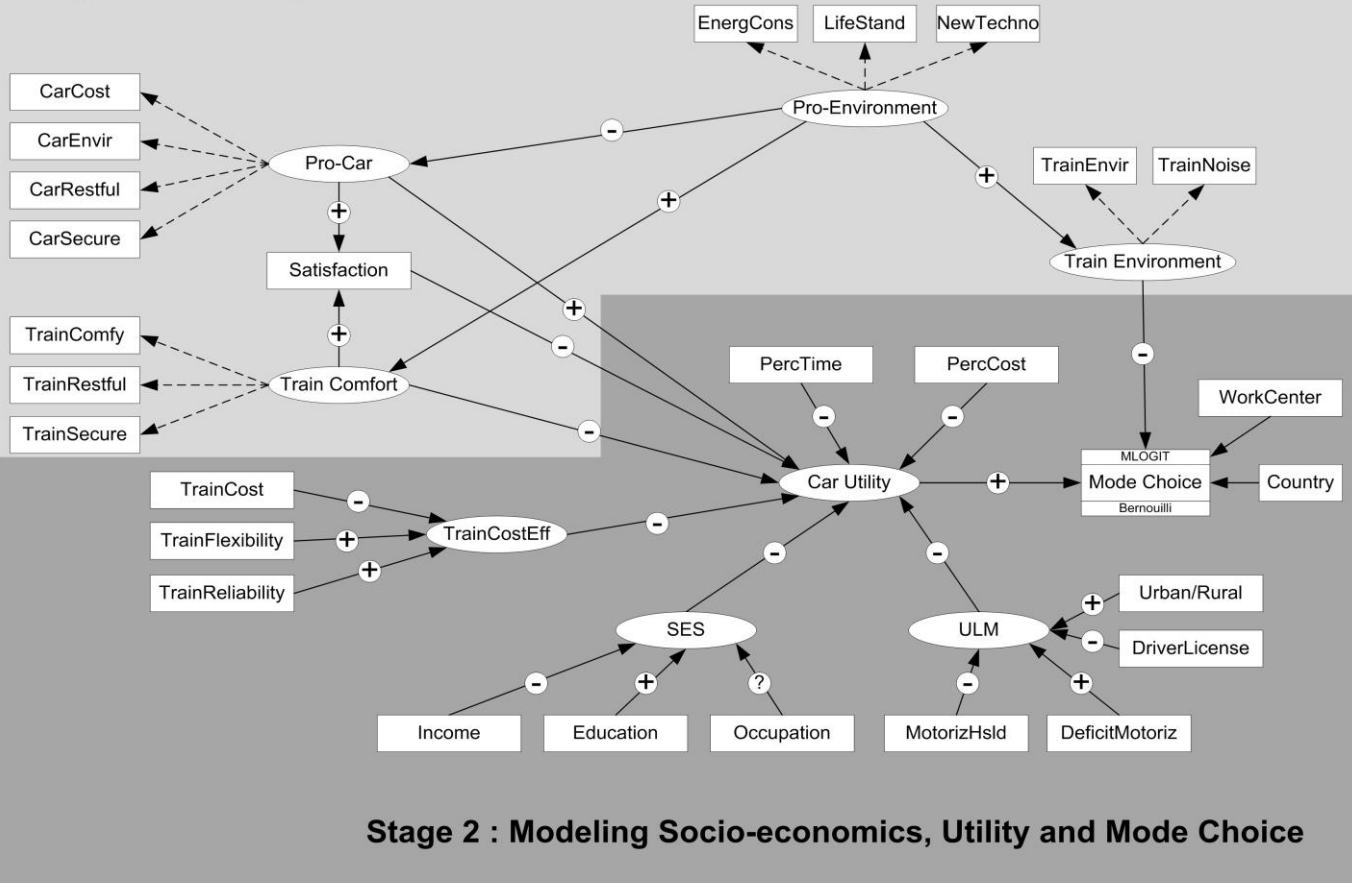 EnergCons
LifeStand
NewTechno
CarCost
CarEnvir
CarRestful
CarSecure
Pro-Environment
-
Pro-Car
TrainEnvir
TrainNoise
+
+
+
Satisfaction
Train Environment
+
+
-
TrainComfy
TrainRestful
TrainSecure
Train Comfort
-
PercTime
PercCost
-
-
-
WorkCenter
MLOGIT
Mode Choice
Bernouilli
Country
Car Utility
+
TrainCost
TrainFlexibility
TrainReliability
-
+
+
TrainCostEff
-
-
-
SES
ULM
Urban/Rural
DriverLicense
+
-
-
+
?
-
+
Income
Education
Occupation
MotorizHsld
DeficitMotoriz
Stage 2 : Modeling Socio-economics, Utility and Mode Choice